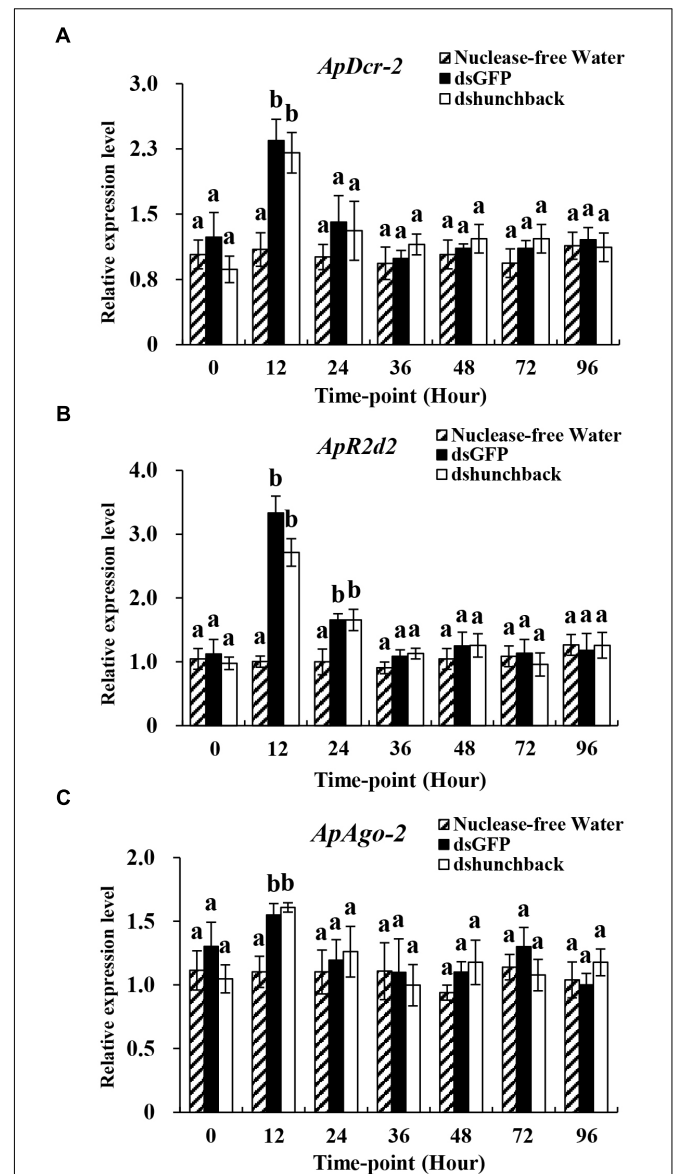 A
ApDcr-2
Nuclease-free Water
dsGFP
dshunchback
Relative expression level
3.0
2.3
1.5
0.8
0
a a a
a b b
a a a
a a a
a a a
a a a
a a a
0 12 24 36 48 72 96
Time-point (Hour)
B
ApR2d2
Nuclease-free Water
dsGFP
dshunchback
Relative expression level
4.0
3.0
2.0
1.0
0
a a a
a b b
a b b
a a a
a a a
a a a
a a a
0 12 24 36 48 72 96
Time-point (Hour)
C
ApAgo-2
Nuclease-free Water
dsGFP
dshunchback
Relative expression level
2.0
1.5
1.0
0.5
0
a a a
a b b
a a a
a a a
a a a
a a a
a a a
0 12 24 36 48 72 96
Time-point (Hour)